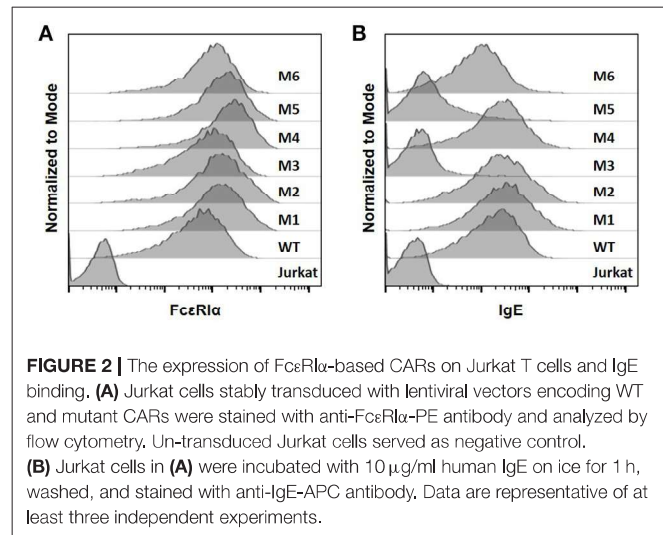 A
B
Normalized to Mode
M6
M5
M4
M3
M2
M1
WT
Jurkat
FcεRIα
Normalized to Mode
M6
M5
M4
M3
M2
M1
WT
Jurkat
IgE
FIGURE 2 | The expression of FcεRIα-based CARs on Jurkat T cells and IgE
binding. (A) Jurkat cells stably transduced with lentiviral vectors encoding WT
and mutant CARs were stained with anti-FcεRIα-PE antibody and analyzed by
flow cytometry. Un-transduced Jurkat cells served as negative control.
(B) Jurkat cells in (A) were incubated with 10 μg/ml human IgE on ice for 1 h,
washed, and stained with anti-IgE-APC antibody. Data are representative of at
least three independent experiments.